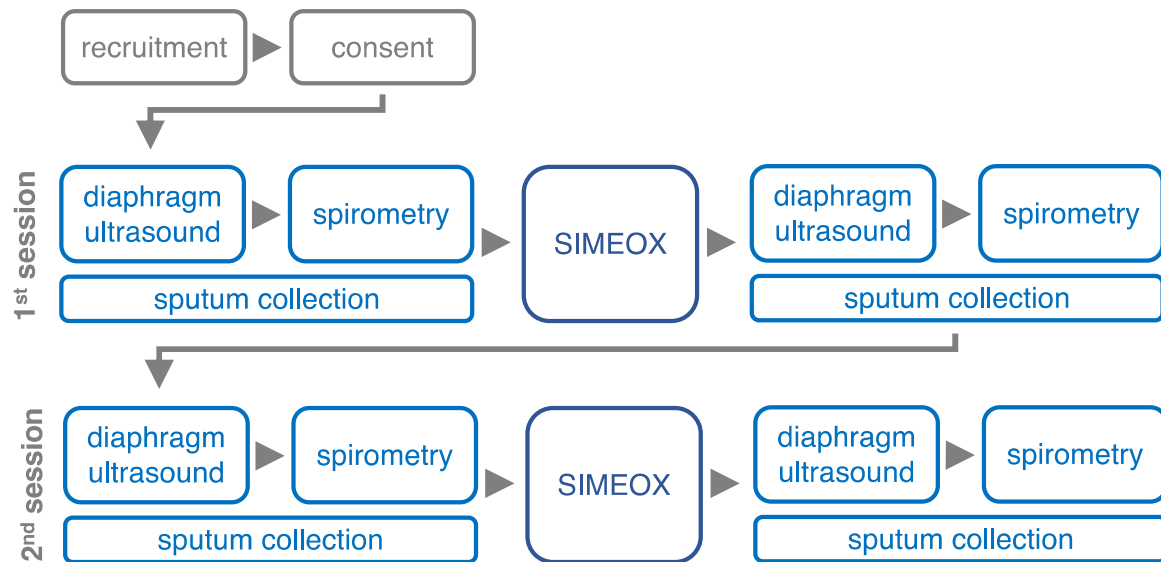 recruitment
consent
1st session
diaphragm
ultrasound
spirometry
SIMEOX
diaphragm
ultrasound
spirometry
sputum collection
sputum collection
2nd session
diaphragm
ultrasound
spirometry
SIMEOX
diaphragm
ultrasound
spirometry
sputum collection
sputum collection